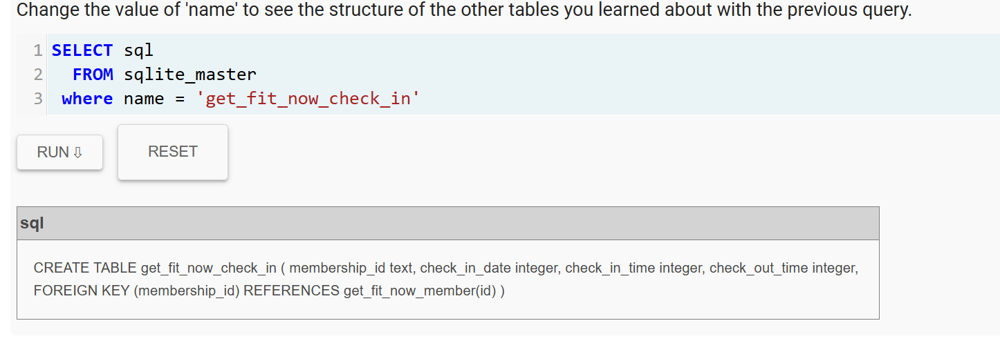 Change the value of 'name' to see the structure of the other tables you learned about with the previous query.
1 SELECT sql
2   FROM sqlite_master
3  where name = 'get_fit_now_check_in'
RUN ⇩
RESET
sql
CREATE TABLE get_fit_now_check_in ( membership_id text, check_in_date integer, check_in_time integer, check_out_time integer,
FOREIGN KEY (membership_id) REFERENCES get_fit_now_member(id) )